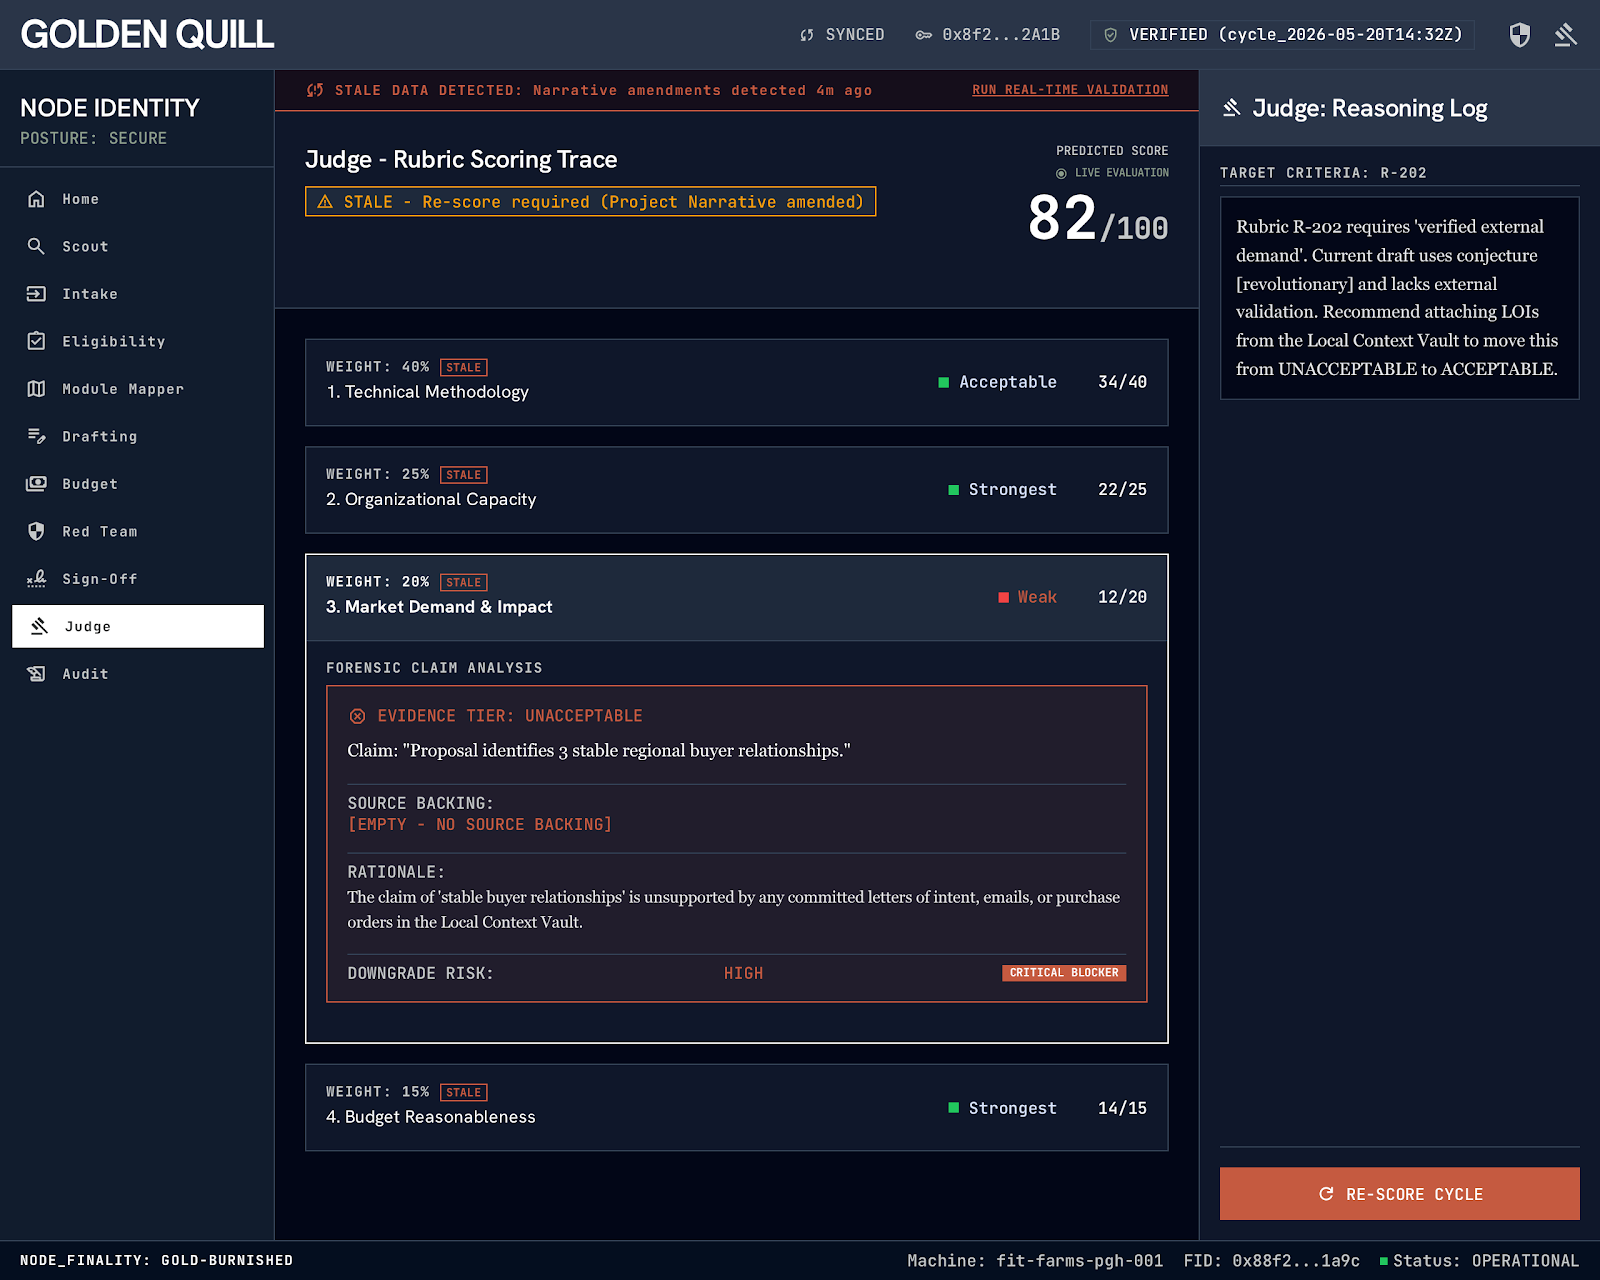 GOLDEN QUILL
SYNCED
0x8f2...2A1B
VERIFIED (cycle_2026-05-20T14:32Z)
NODE IDENTITY
POSTURE: SECURE
Home
Scout
Intake
Eligibility
Module Mapper
Drafting
Budget
Red Team
Sign-Off
Judge
Audit
STALE DATA DETECTED: Narrative amendments detected 4m ago
RUN REAL-TIME VALIDATION
Judge - Rubric Scoring Trace
STALE - Re-score required (Project Narrative amended)
PREDICTED SCORE
LIVE EVALUATION
82/100
WEIGHT: 40% STALE
1. Technical Methodology
Acceptable 34/40
WEIGHT: 25% STALE
2. Organizational Capacity
Strongest 22/25
WEIGHT: 20% STALE
3. Market Demand & Impact
Weak 12/20
FORENSIC CLAIM ANALYSIS
EVIDENCE TIER: UNACCEPTABLE
Claim: "Proposal identifies 3 stable regional buyer relationships."
SOURCE BACKING:
[EMPTY - NO SOURCE BACKING]
RATIONALE:
The claim of 'stable buyer relationships' is unsupported by any committed letters of intent, emails, or purchase
orders in the Local Context Vault.
DOWNGRADE RISK: HIGH CRITICAL BLOCKER
WEIGHT: 15% STALE
4. Budget Reasonableness
Strongest 14/15
Judge: Reasoning Log
TARGET CRITERIA: R-202
Rubric R-202 requires 'verified external
demand'. Current draft uses conjecture
[revolutionary] and lacks external
validation. Recommend attaching LOIs
from the Local Context Vault to move this
from UNACCEPTABLE to ACCEPTABLE.
RE-SCORE CYCLE
NODE_FINALITY: GOLD-BURNISHED
Machine: fit-farms-pgh-001
FID: 0x88f2...1a9c
Status: OPERATIONAL